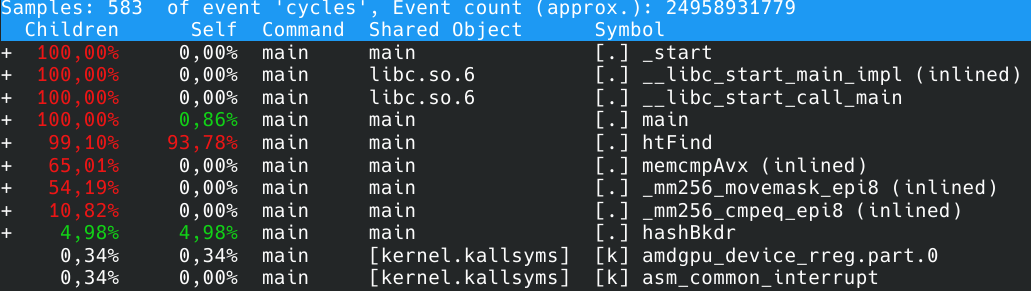 Samples: 583  of event 'cycles', Event count (approx.): 24958931779
  Children      Self  Command  Shared Object      Symbol
+  100,00%     0,00%  main     main               [.] _start
+  100,00%     0,00%  main     libc.so.6          [.] __libc_start_main_impl (inlined)
+  100,00%     0,00%  main     libc.so.6          [.] __libc_start_call_main
+  100,00%     0,86%  main     main               [.] main
+   99,10%    93,78%  main     main               [.] htFind
+   65,01%     0,00%  main     main               [.] memcmpAvx (inlined)
+   54,19%     0,00%  main     main               [.] _mm256_movemask_epi8 (inlined)
+   10,82%     0,00%  main     main               [.] _mm256_cmpeq_epi8 (inlined)
+    4,98%     4,98%  main     main               [.] hashBkdr
     0,34%     0,34%  main     [kernel.kallsyms]  [k] amdgpu_device_rreg.part.0
     0,34%     0,00%  main     [kernel.kallsyms]  [k] asm_common_interrupt